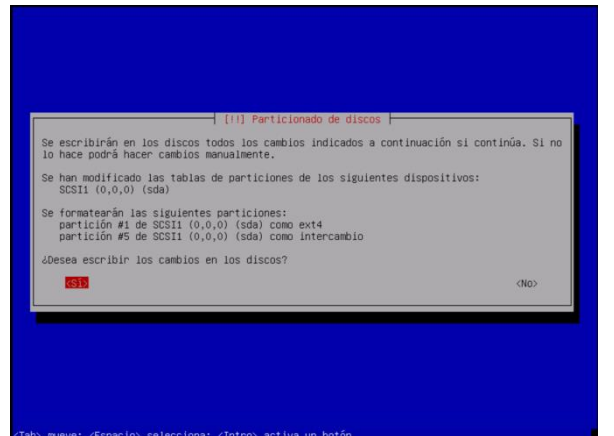 [!!] Particionado de discos
Se escribirán en los discos todos los cambios indicados a continuación si continúa. Si no
lo hace podrá hacer cambios manualmente.
Se han modificado las tablas de particiones de los siguientes dispositivos:
SCSI1 (0,0,0) (sda)
Se formatearán las siguientes particiones:
partición #1 de SCSI1 (0,0,0) (sda) como ext4
partición #5 de SCSI1 (0,0,0) (sda) como intercambio
¿Desea escribir los cambios en los discos?
<Sí> <No>
<Tab> mueve; <Espacio> selecciona; <Intro> activa un botón